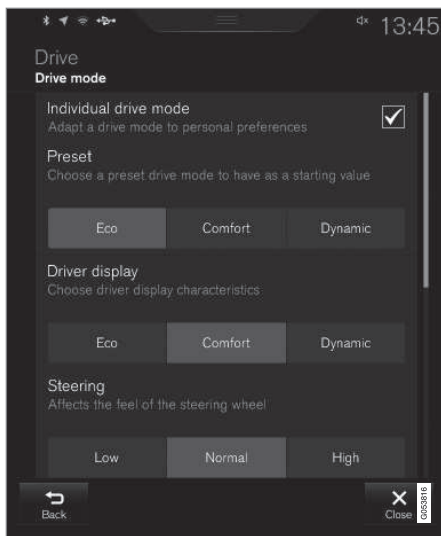 13:45
Drive
Drive mode
Individual drive mode
Adapt a drive mode to personal preferences
Preset
Choose a preset drive mode to have as a starting value
Eco Comfort Dynamic
Driver display
Choose driver display characteristics
Eco Comfort Dynamic
Steering
Affects the feel of the steering wheel
Low Normal High
Back Close
G053816